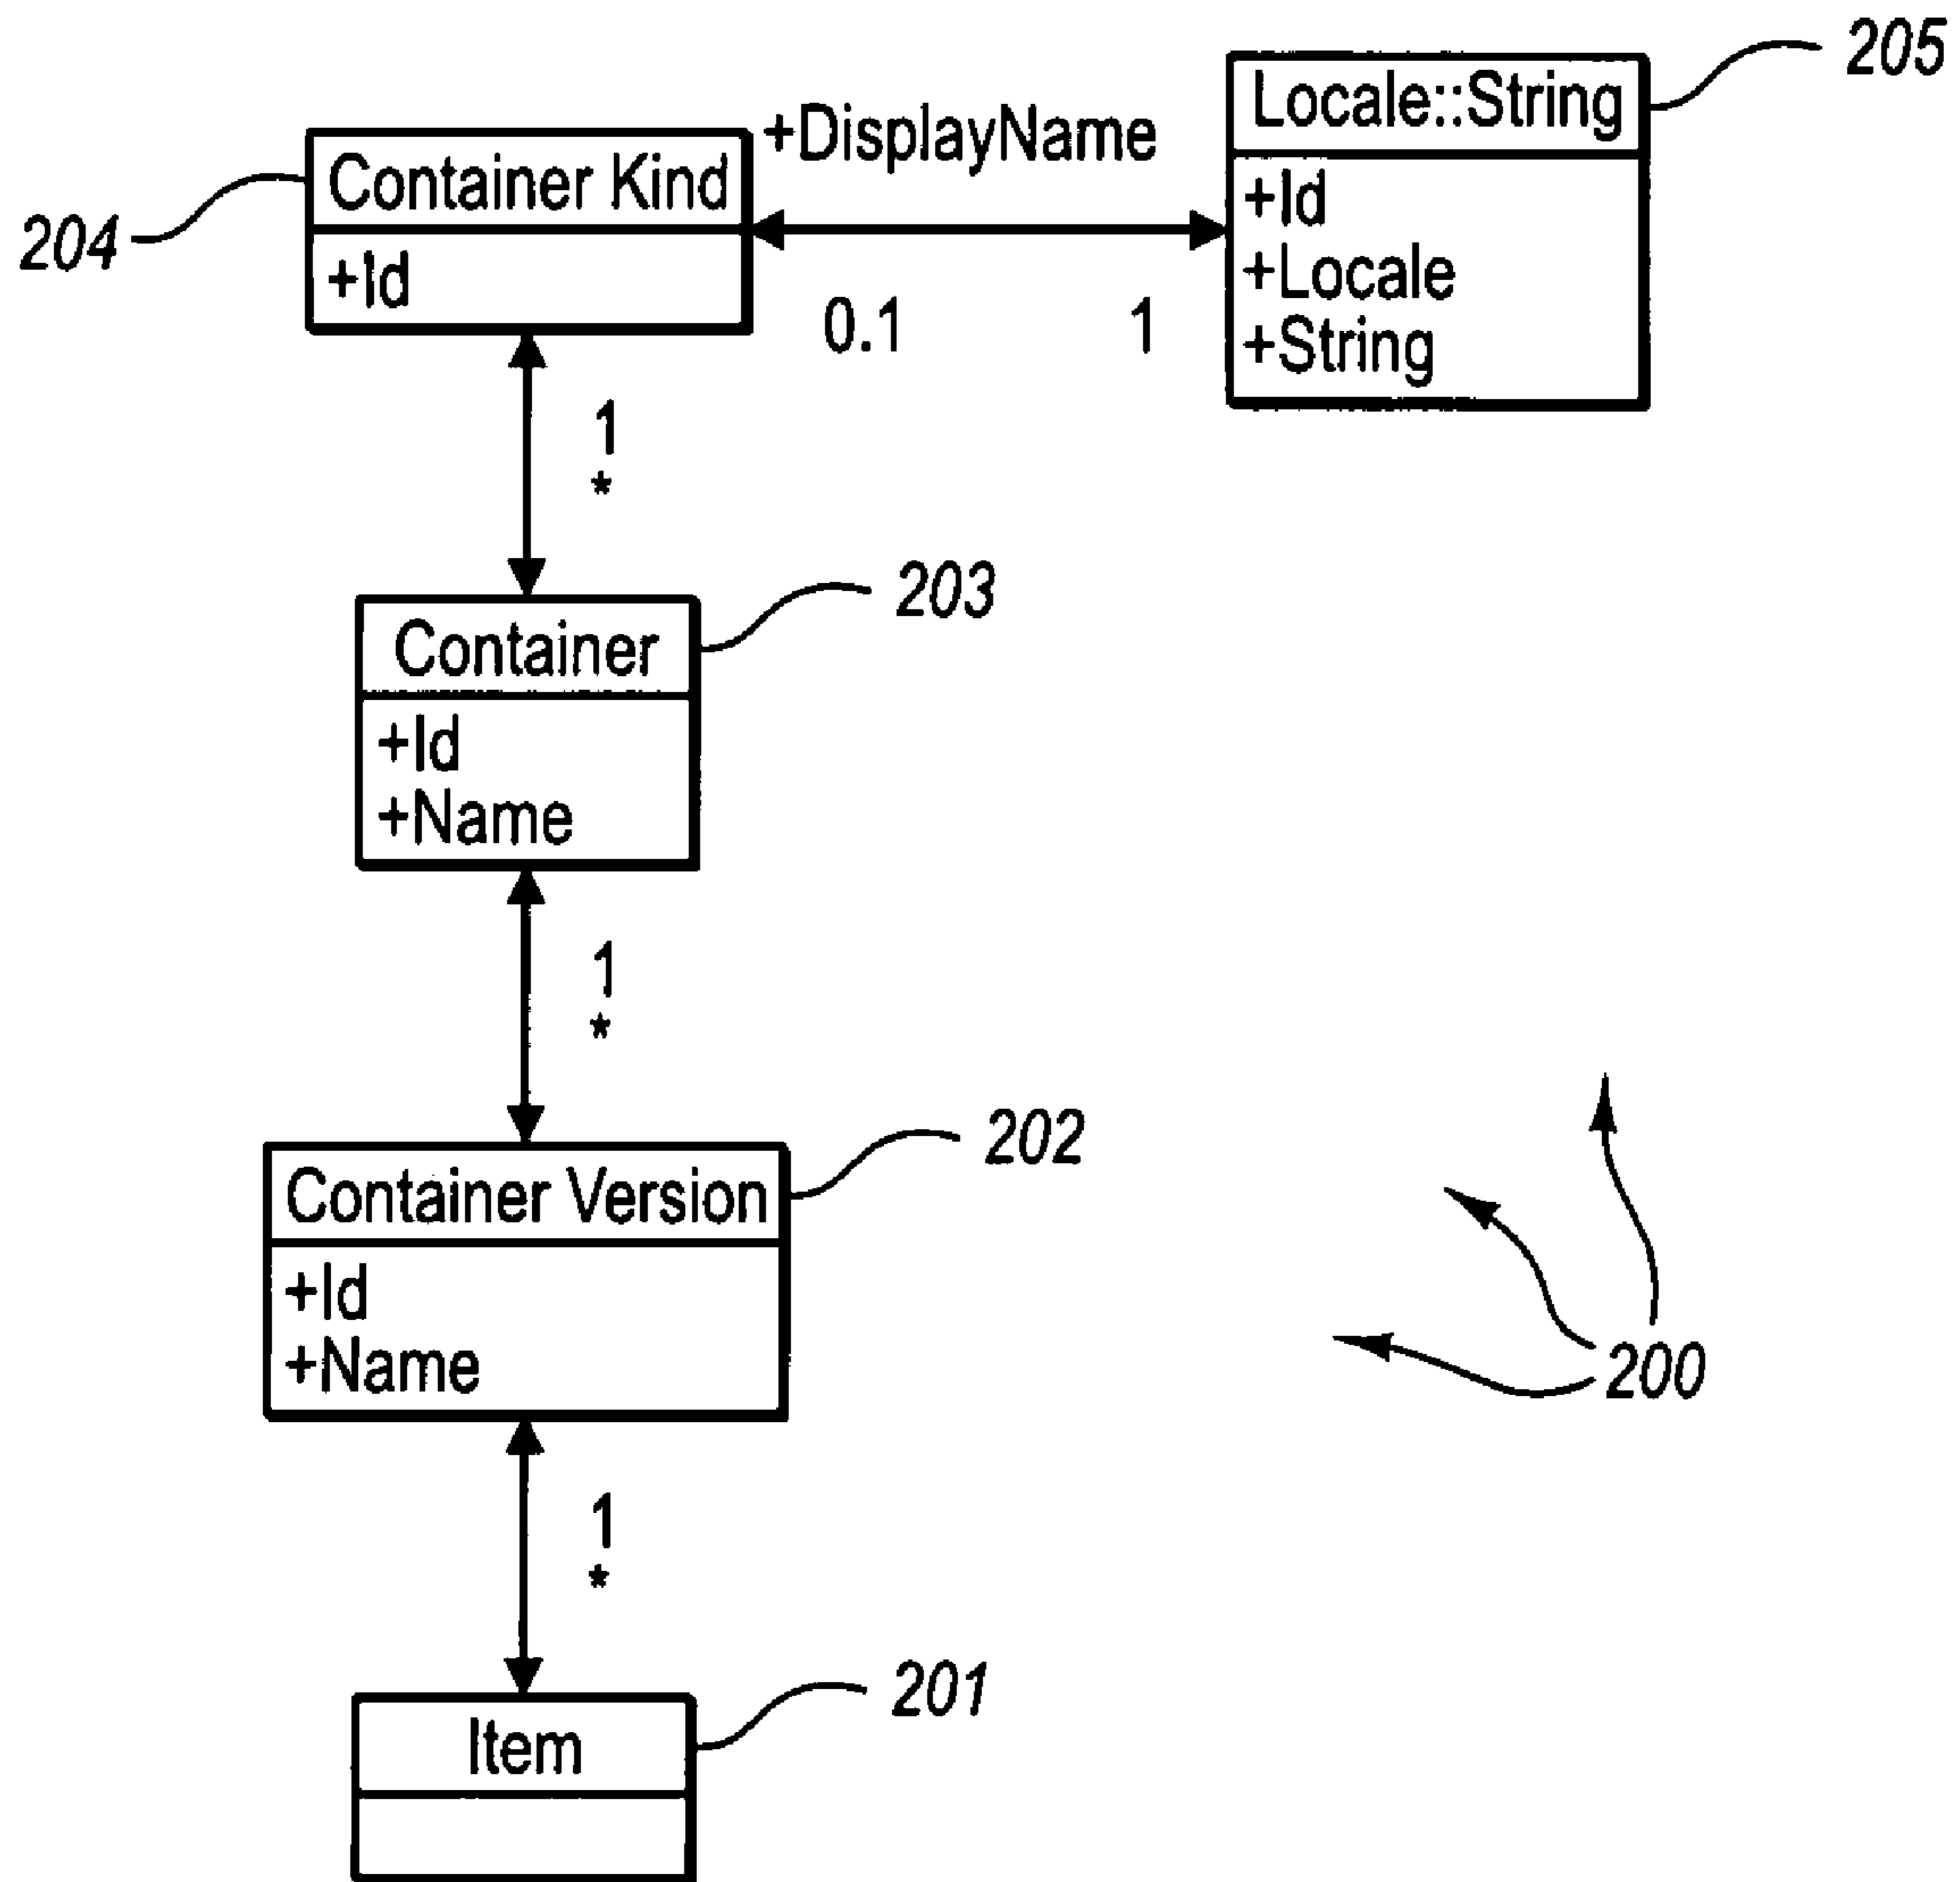 205
Locale::String
+Id
+Locale
+String
+DisplayName
Container Kind
+Id
204
0.1
1
1
*
203
Container
+Id
+Name
1
*
202
Container Version
+Id
+Name
200
1
*
201
Item